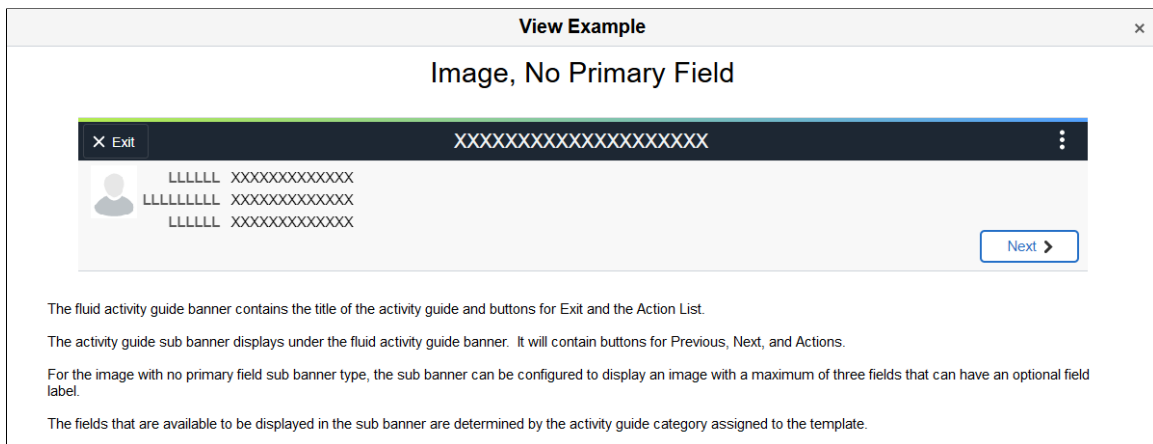 View Example ×
Image, No Primary Field
Exit XXXXXXXXXXXXXXXXXXXX
LLLLLL XXXXXXXXXXXXX
LLLLLLLLL XXXXXXXXXXXXX
LLLLLL XXXXXXXXXXXXX
Next
The fluid activity guide banner contains the title of the activity guide and buttons for Exit and the Action List.
The activity guide sub banner displays under the fluid activity guide banner.  It will contain buttons for Previous, Next, and Actions.
For the image with no primary field sub banner type, the sub banner can be configured to display an image with a maximum of three fields that can have an optional field
label.
The fields that are available to be displayed in the sub banner are determined by the activity guide category assigned to the template.